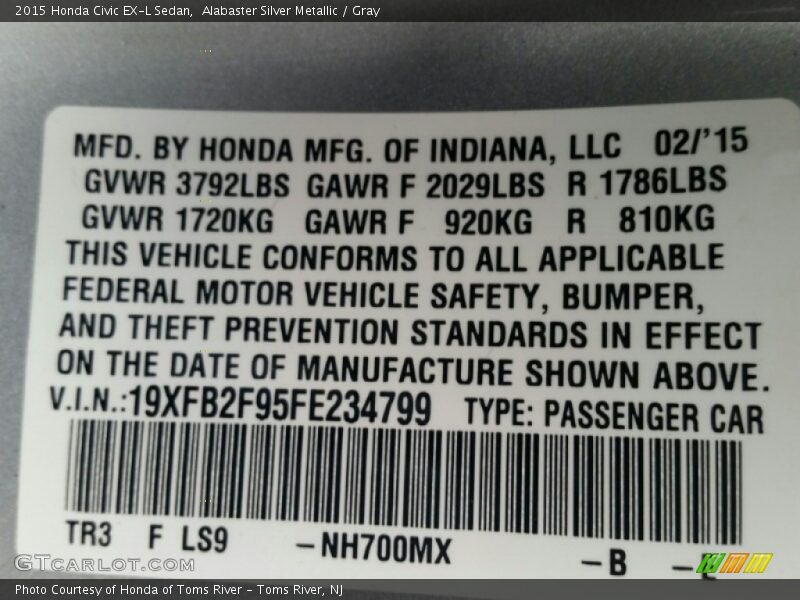 2015 Honda Civic EX-L Sedan,  Alabaster Silver Metallic / Gray
MFD. BY HONDA MFG. OF INDIANA, LLC 02/'15
GVWR 3792LBS GAWR F 2029LBS R 1786LBS
GVWR 1720KG GAWR F 920KG R 810KG
THIS VEHICLE CONFORMS TO ALL APPLICABLE
FEDERAL MOTOR VEHICLE SAFETY, BUMPER,
AND THEFT PREVENTION STANDARDS IN EFFECT
ON THE DATE OF MANUFACTURE SHOWN ABOVE.
V.I.N.:19XFB2F95FE234799 TYPE: PASSENGER CAR
TR3 F LS9 -NH700MX -B -
GTCarlot.com
Photo Courtesy of Honda of Toms River - Toms River, NJ